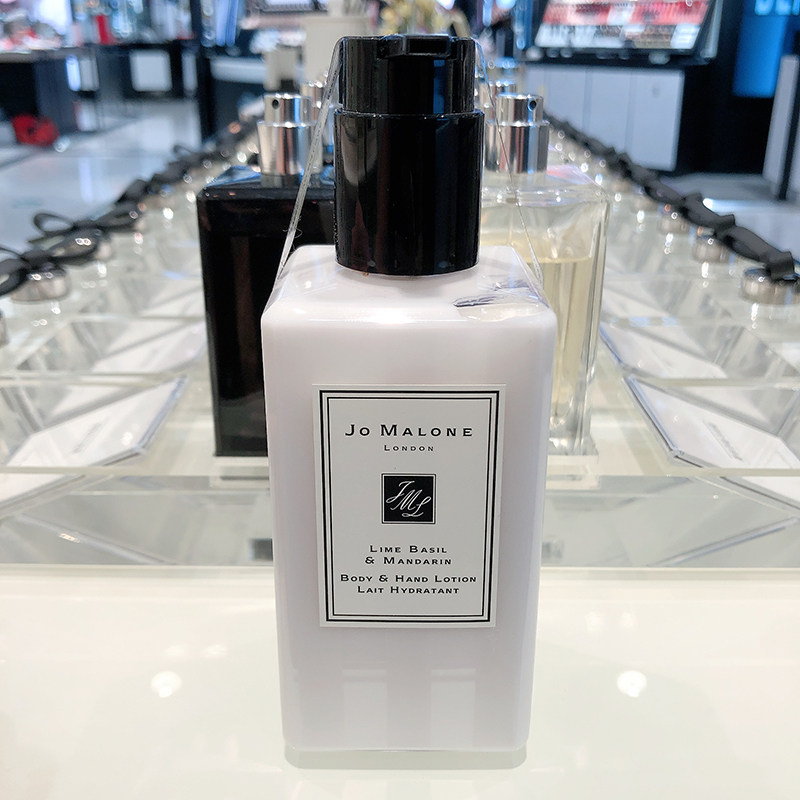 Jo Malone
London
JML
Lime Basil
& Mandarin
Body & Hand Lotion
Lait Hydratant